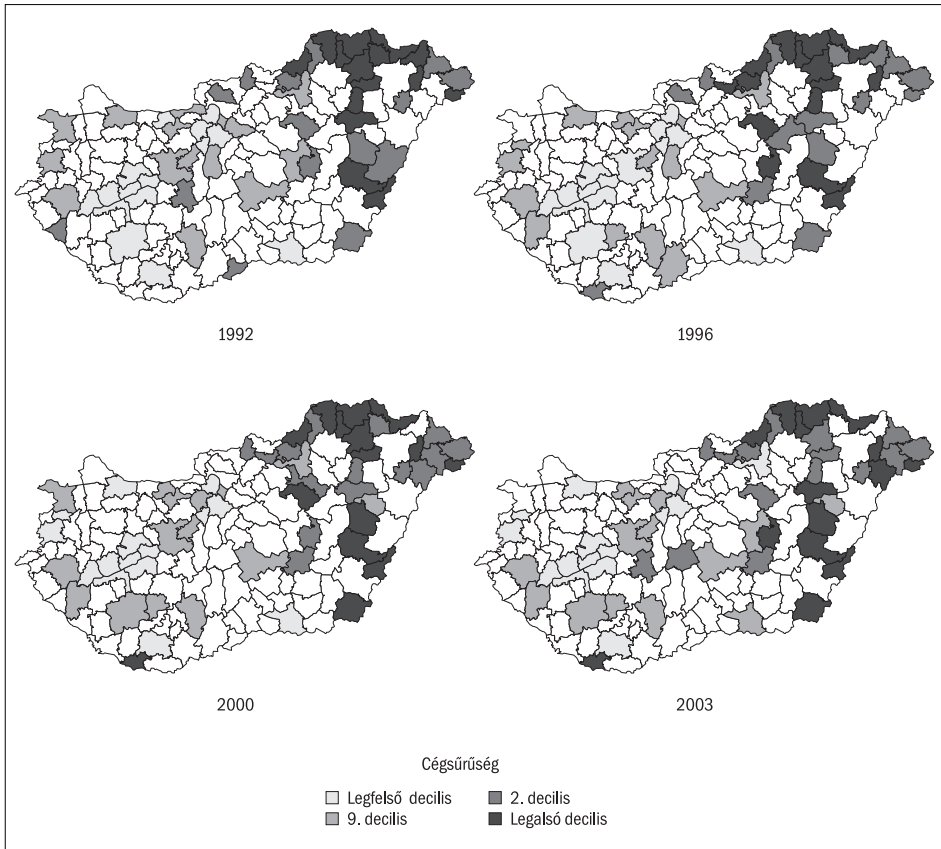 1992
1996
2000
2003
Cégsűrűség
Legfelső decilis
2. decilis
9. decilis
Legalsó decilis